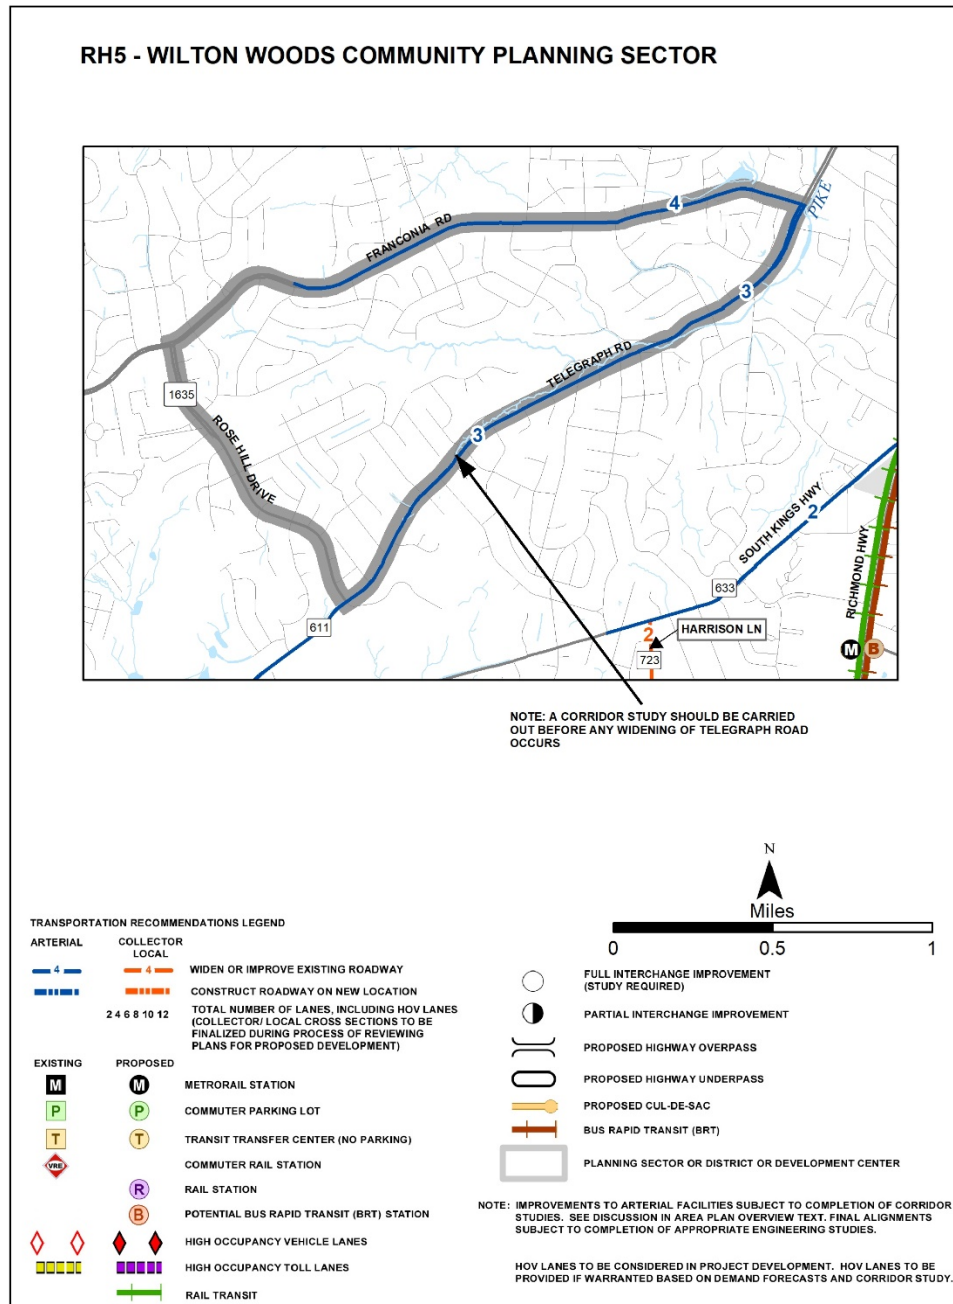 RH5 - WILTON WOODS COMMUNITY PLANNING SECTOR
4
PIKE
FRANCONIA RD
3
TELEGRAPH RD
1635
ROSE HILL DRIVE
3
SOUTH KINGS HWY
2
RICHMOND HWY
633
611
2
HARRISON LN
723
M
B
NOTE: A CORRIDOR STUDY SHOULD BE CARRIED
OUT BEFORE ANY WIDENING OF TELEGRAPH ROAD
OCCURS
N
Miles
0 0.5 1
TRANSPORTATION RECOMMENDATIONS LEGEND
ARTERIAL
COLLECTOR
LOCAL
4 4 WIDEN OR IMPROVE EXISTING ROADWAY
CONSTRUCT ROADWAY ON NEW LOCATION
2 4 6 8 10 12 TOTAL NUMBER OF LANES, INCLUDING HOV LANES
(COLLECTOR/ LOCAL CROSS SECTIONS TO BE
FINALIZED DURING PROCESS OF REVIEWING
PLANS FOR PROPOSED DEVELOPMENT)
EXISTING PROPOSED
M M METRORAIL STATION
P P COMMUTER PARKING LOT
T T TRANSIT TRANSFER CENTER (NO PARKING)
VRE COMMUTER RAIL STATION
R RAIL STATION
B POTENTIAL BUS RAPID TRANSIT (BRT) STATION
HIGH OCCUPANCY VEHICLE LANES
HIGH OCCUPANCY TOLL LANES
RAIL TRANSIT
FULL INTERCHANGE IMPROVEMENT
(STUDY REQUIRED)
PARTIAL INTERCHANGE IMPROVEMENT
PROPOSED HIGHWAY OVERPASS
PROPOSED HIGHWAY UNDERPASS
PROPOSED CUL-DE-SAC
BUS RAPID TRANSIT (BRT)
PLANNING SECTOR OR DISTRICT OR DEVELOPMENT CENTER
NOTE: IMPROVEMENTS TO ARTERIAL FACILITIES SUBJECT TO COMPLETION OF CORRIDOR
STUDIES. SEE DISCUSSION IN AREA PLAN OVERVIEW TEXT. FINAL ALIGNMENTS
SUBJECT TO COMPLETION OF APPROPRIATE ENGINEERING STUDIES.
HOV LANES TO BE CONSIDERED IN PROJECT DEVELOPMENT. HOV LANES TO BE
PROVIDED IF WARRANTED BASED ON DEMAND FORECASTS AND CORRIDOR STUDY.